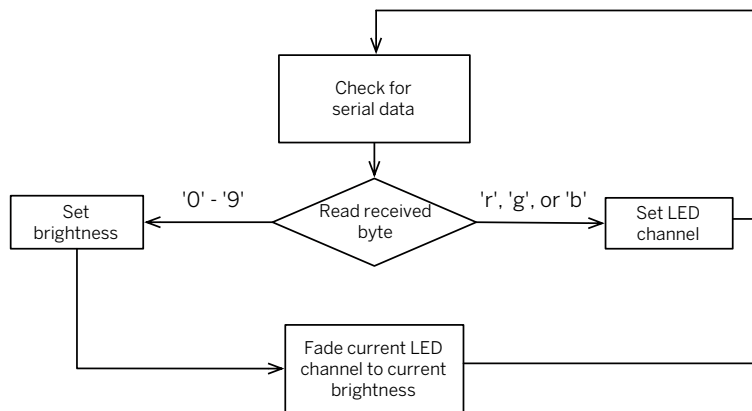 Check for
serial data
'0' - '9'
Read received
byte
'r', 'g', or 'b'
Set
brightness
Set LED
channel
Fade current LED
channel to current
brightness